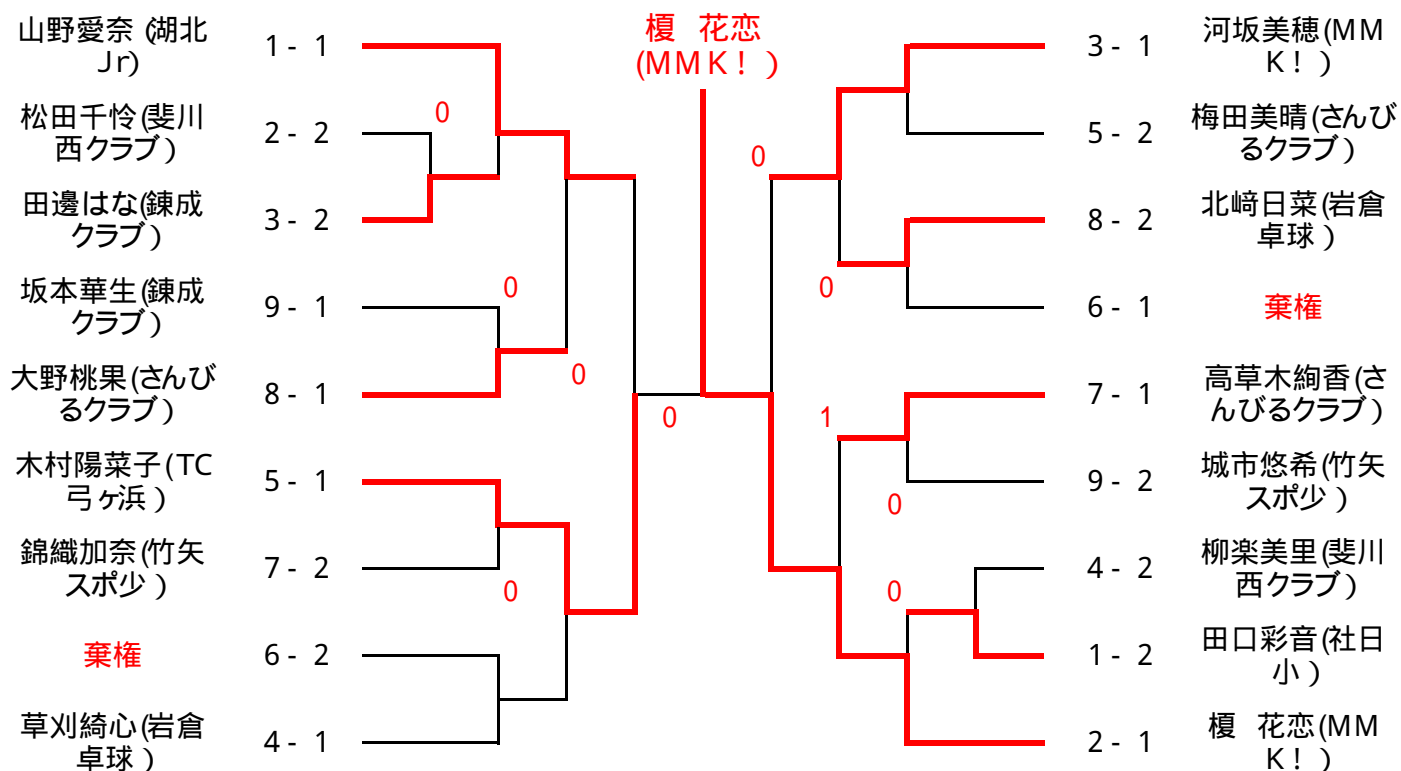 榎 花恋
(MMK!)
山野愛奈(湖北
Jr)
1-1
松田千怜(斐川
西クラブ)
2-2
0
田邊はな(錬成
クラブ)
3-2
坂本華生(錬成
クラブ)
9-1
0
大野桃果(さんび
るクラブ)
8-1
0
木村陽菜子(TC
弓ヶ浜)
5-1
錦織加奈(竹矢
スポ少)
7-2
0
棄権
6-2
草刈綺心(岩倉
卓球)
4-1
0
3-1
河坂美穂(MM
K!)
0
5-2
梅田美晴(さんび
るクラブ)
8-2
北﨑日菜(岩倉
卓球)
0
6-1
棄権
1
7-1
高草木絢香(さ
んびるクラブ)
0
9-2
城市悠希(竹矢
スポ少)
0
4-2
柳楽美里(斐川
西クラブ)
1-2
田口彩音(社日
小)
2-1
榎 花恋(MM
K!)